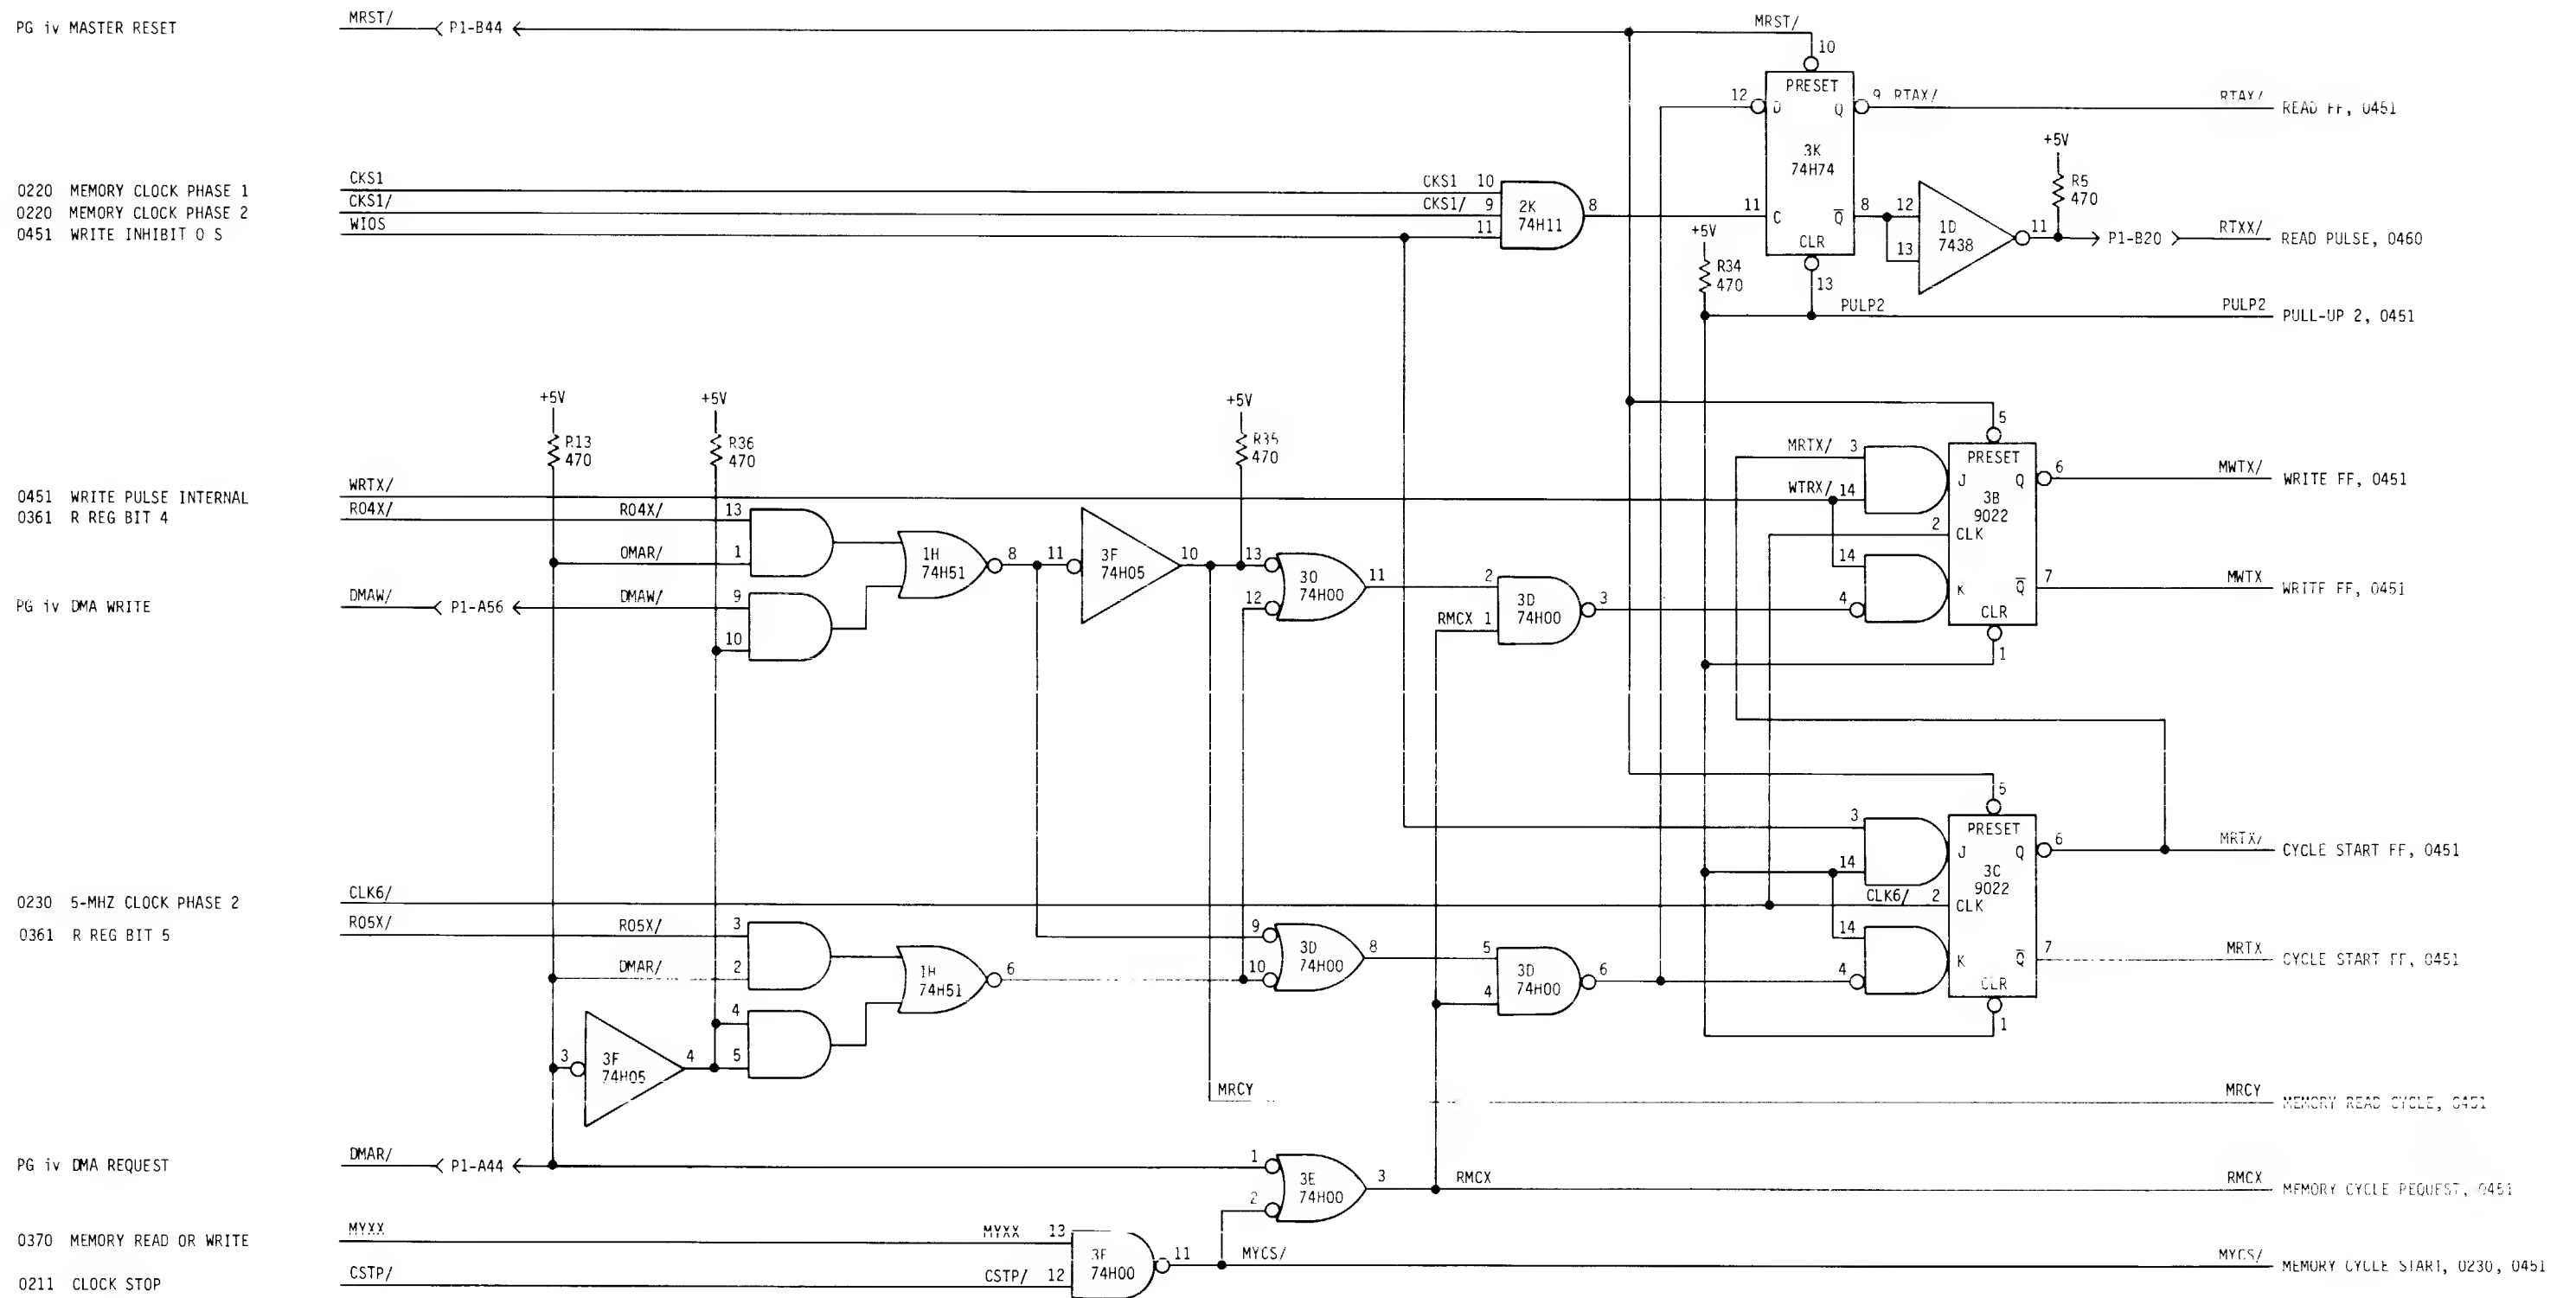 PG iv MASTER RESET MRST/ P1-B44 MRST/
10
PRESET
12 D Q 9 RTAX/ RTAX/ READ FF, 0451
3K
74H74
+5V
R5
470
0220 MEMORY CLOCK PHASE 1 CKS1 CKS1 10
0220 MEMORY CLOCK PHASE 2 CKS1/ CKS1/ 9
0451 WRITE INHIBIT O S WIOS 11
2K
74H11
8
11 C Q 8 12
13
1D
7438
11 P1-B20 RTXX/ READ PULSE, 0460
CLR
13
+5V
R34
470
PULP2 PULP2 PULL-UP 2, 0451
+5V
R13
470
+5V
R36
470
+5V
R35
470
5
PRESET
MRTX/ 3
J Q 6 MWTX/ WRITE FF, 0451
0451 WRITE PULSE INTERNAL WRTX/ WTRX/ 14
3B
9022
0361 R REG BIT 4 RO4X/ RO4X/ 13
2 CLK
OMAR/ 1
1H
74H51
8 11
3F
74H05
10 13
12
3O
74H00
11 2
RMCX 1
3D
74H00
3
14
4
K Q 7 MWTX WRITE FF, 0451
CLR
1
PG iv DMA WRITE DMAW/ P1-A56 DMAW/ 9
10
5
PRESET
3
J Q 6 MRTX/ CYCLE START FF, 0451
14
3C
9022
0230 5-MHZ CLOCK PHASE 2 CLK6/ CLK6/ 2 CLK
0361 R REG BIT 5 RO5X/ RO5X/ 3
DMAR/ 2
1H
74H51
6
9
10
3D
74H00
8 5
4
3D
74H00
6
14
4
K Q 7 MRTX CYCLE START FF, 0451
CLR
1
4
5
3
3F
74H05
4
MRCY MRCY MEMORY READ CYCLE, 0451
PG iv DMA REQUEST DMAR/ P1-A44 1
2
3E
74H00
3 RMCX RMCX MEMORY CYCLE REQUEST, 0451
0370 MEMORY READ OR WRITE MYXX MYXX 13
0211 CLOCK STOP CSTP/ CSTP/ 12
74H00
11 MYCS/ MYCS/ MEMORY CYCLE START, 0230, 0451